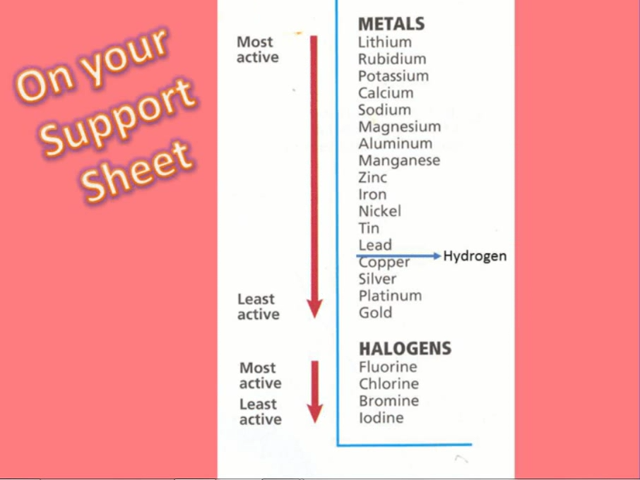 On your
Support
Sheet
Most
active
Least
active
METALS
Lithium
Rubidium
Potassium
Calcium
Sodium
Magnesium
Aluminum
Manganese
Zinc
Iron
Nickel
Tin
Lead
Hydrogen
Copper
Silver
Platinum
Gold
Most
active
Least
active
HALOGENS
Fluorine
Chlorine
Bromine
Iodine